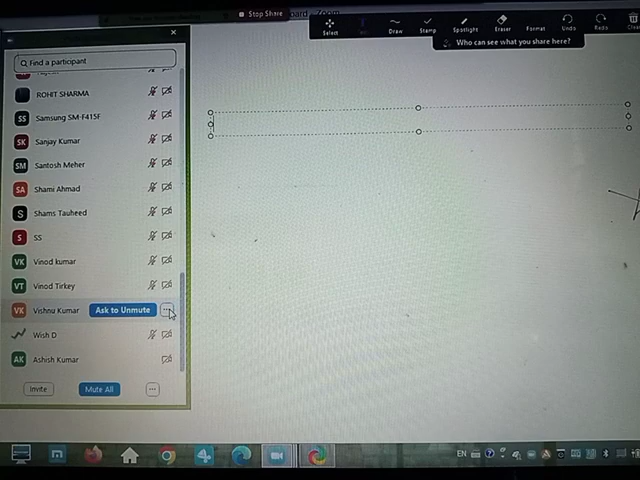 Stop Share
oard - Zoom
Select
Draw
Stamp
Spotlight
Eraser
Format
Undo
Redo
Clear
Who can see what you share here?
Find a participant
ROHIT SHARMA
SS Samsung SM-F415F
SK Sanjay Kumar
SM Santosh Meher
SA Shami Ahmad
S Shams Tauheed
S SS
VK Vinod kumar
VT Vinod Tirkey
VK Vishnu Kumar Ask to Unmute
Wish D
AK Ashish Kumar
Invite Mute All
EN